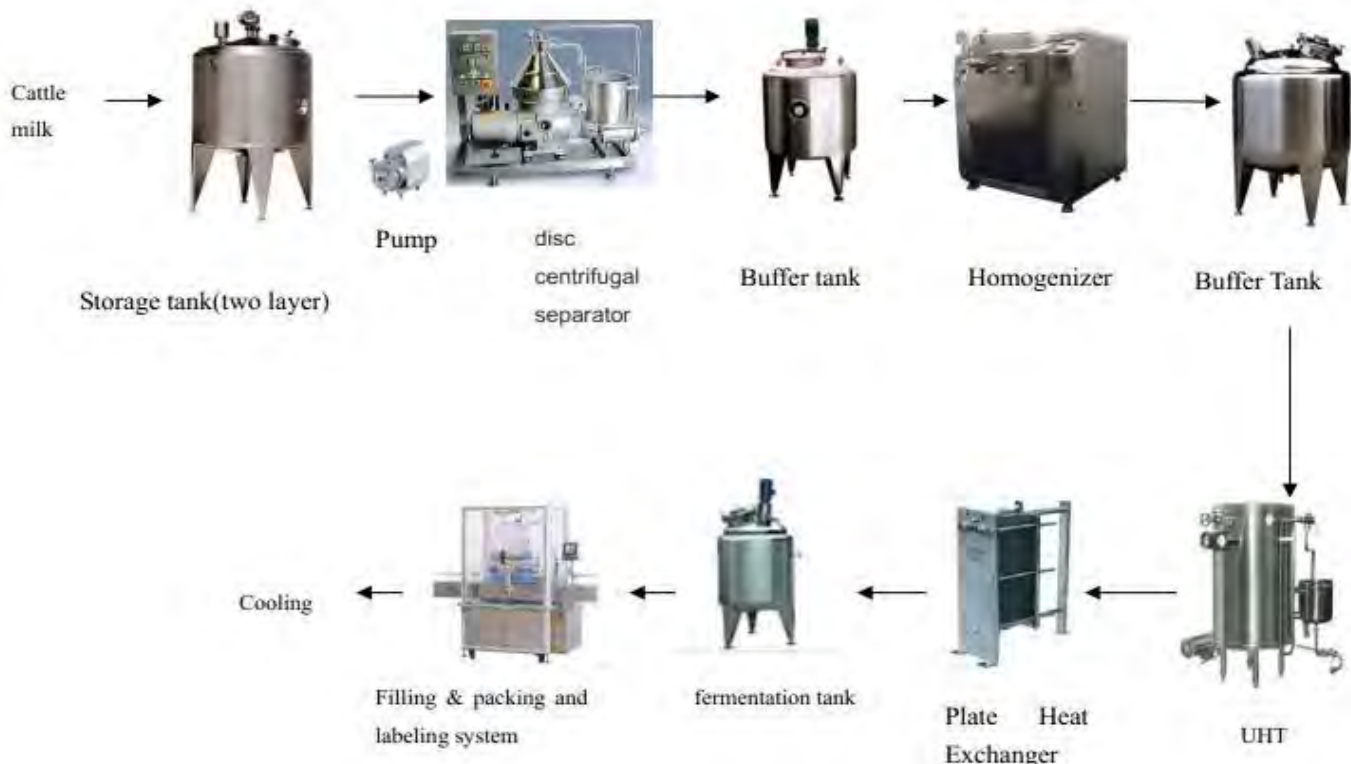 Cattle
milk
Storage tank(two layer)
Pump
disc
centrifugal
separator
Buffer tank
Homogenizer
Buffer Tank
Cooling
Filling & packing and
labeling system
fermentation tank
Plate Heat
Exchanger
UHT